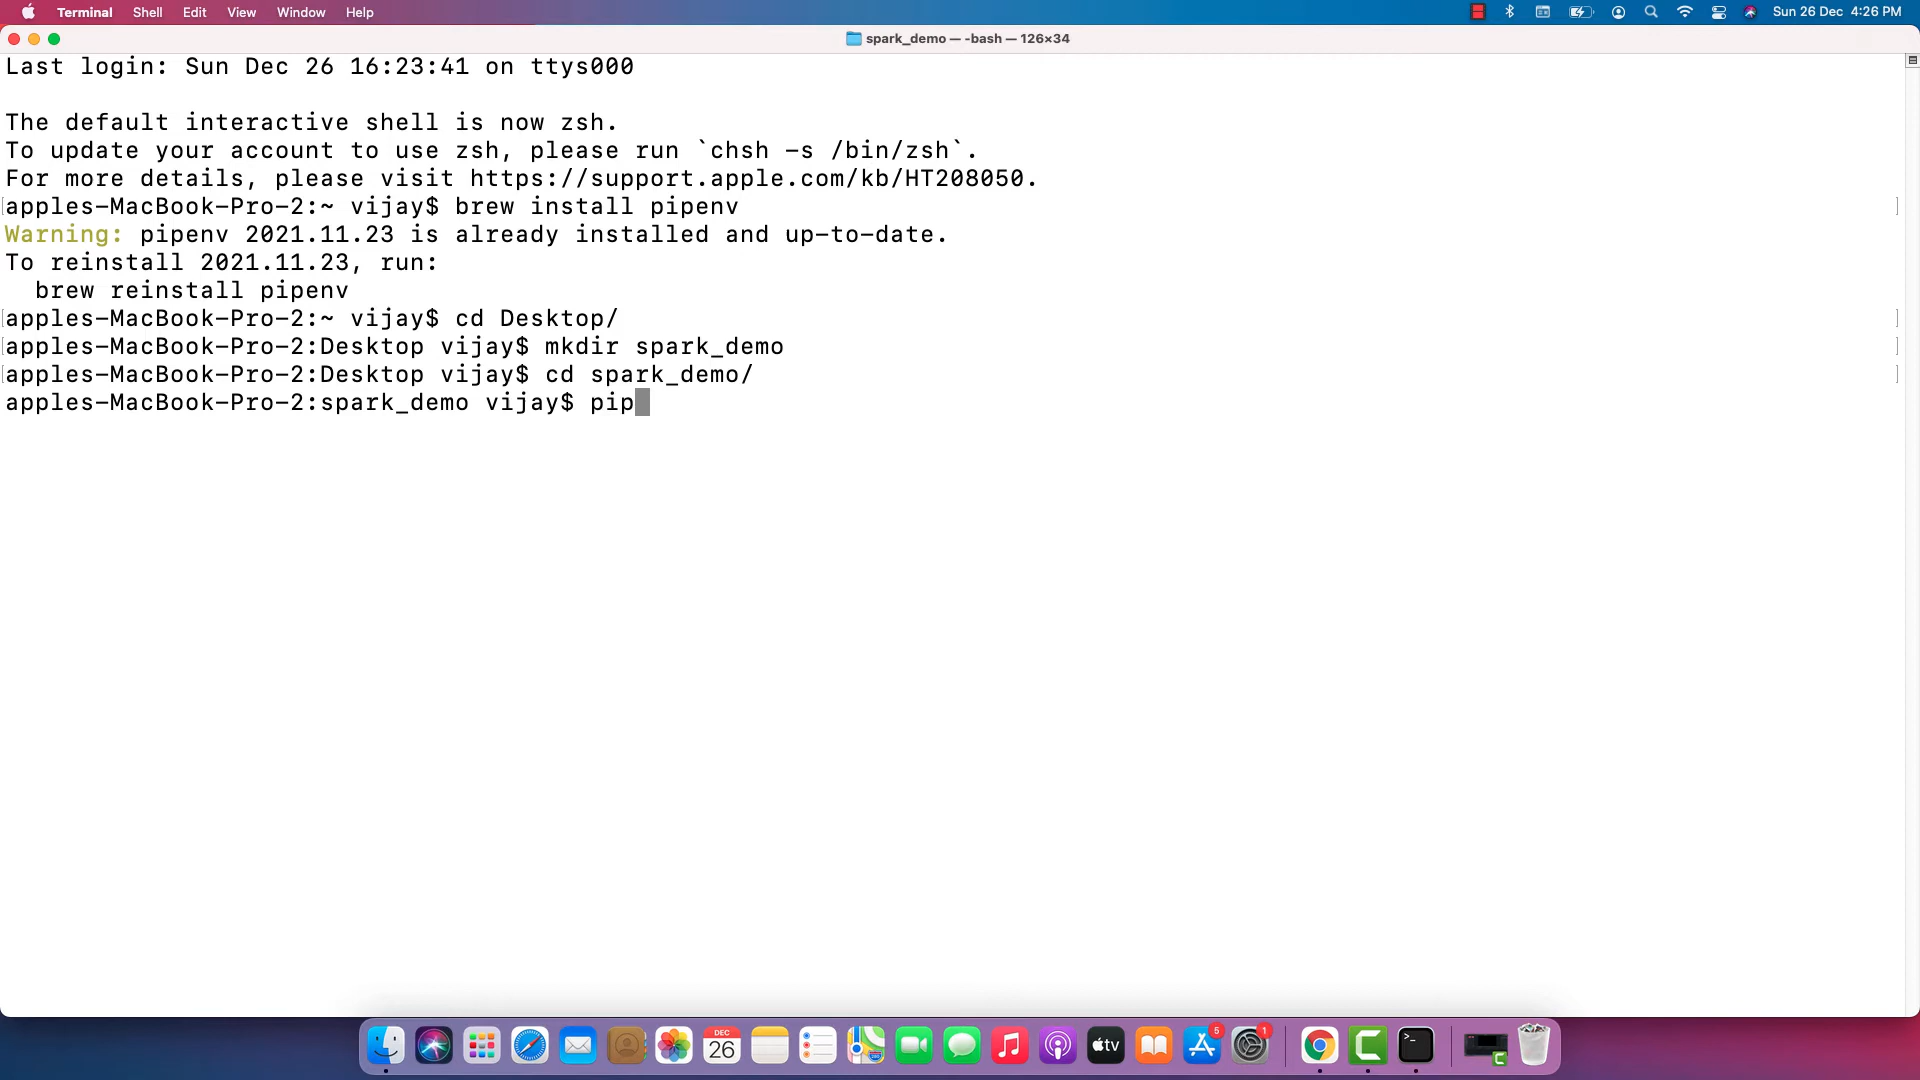 Terminal Shell Edit View Window Help Sun 26 Dec 4:26 PM
spark_demo — -bash — 126×34
Last login: Sun Dec 26 16:23:41 on ttys000
The default interactive shell is now zsh.
To update your account to use zsh, please run `chsh -s /bin/zsh`.
For more details, please visit https://support.apple.com/kb/HT208050.
[apples-MacBook-Pro-2:~ vijay$ brew install pipenv ]
Warning: pipenv 2021.11.23 is already installed and up-to-date.
To reinstall 2021.11.23, run:
  brew reinstall pipenv
[apples-MacBook-Pro-2:~ vijay$ cd Desktop/ ]
[apples-MacBook-Pro-2:Desktop vijay$ mkdir spark_demo ]
[apples-MacBook-Pro-2:Desktop vijay$ cd spark_demo/ ]
apples-MacBook-Pro-2:spark_demo vijay$ pip
DEC
26
tv
5
1